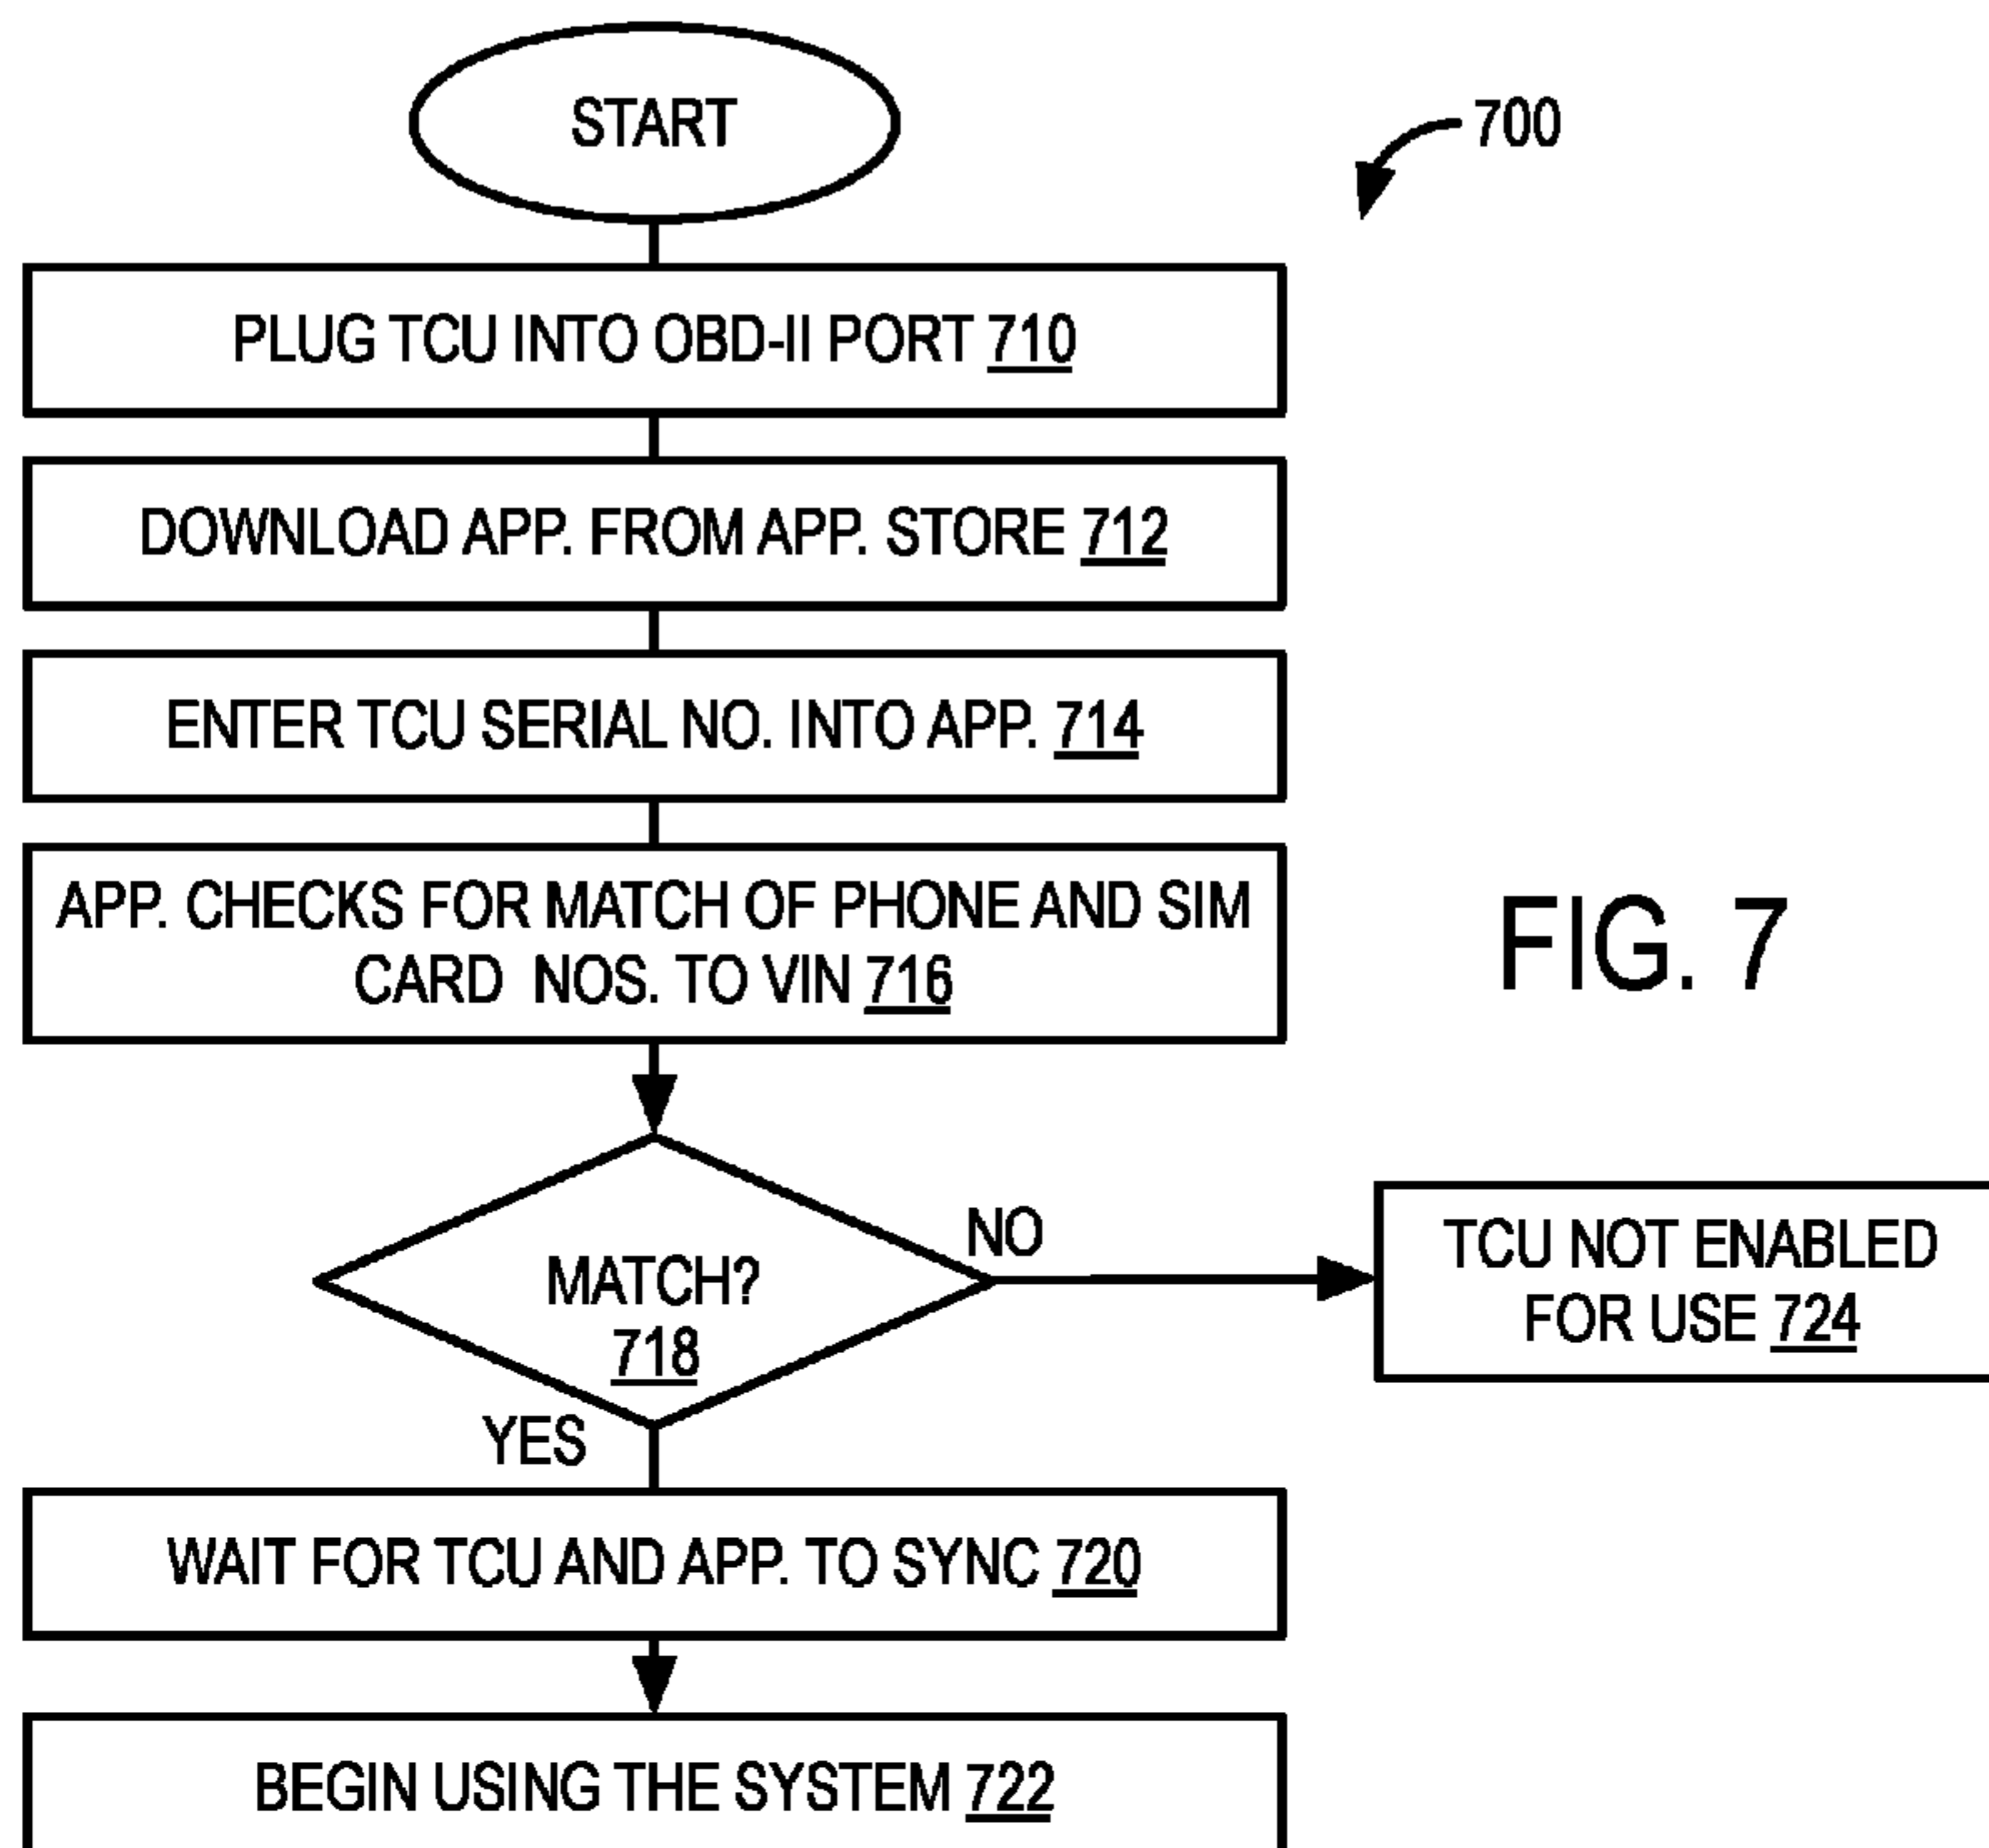 START
700
PLUG TCU INTO OBD-II PORT 710
DOWNLOAD APP. FROM APP. STORE 712
ENTER TCU SERIAL NO. INTO APP. 714
APP. CHECKS FOR MATCH OF PHONE AND SIM
CARD NOS. TO VIN 716
FIG. 7
MATCH?
718
NO
TCU NOT ENABLED
FOR USE 724
YES
WAIT FOR TCU AND APP. TO SYNC 720
BEGIN USING THE SYSTEM 722